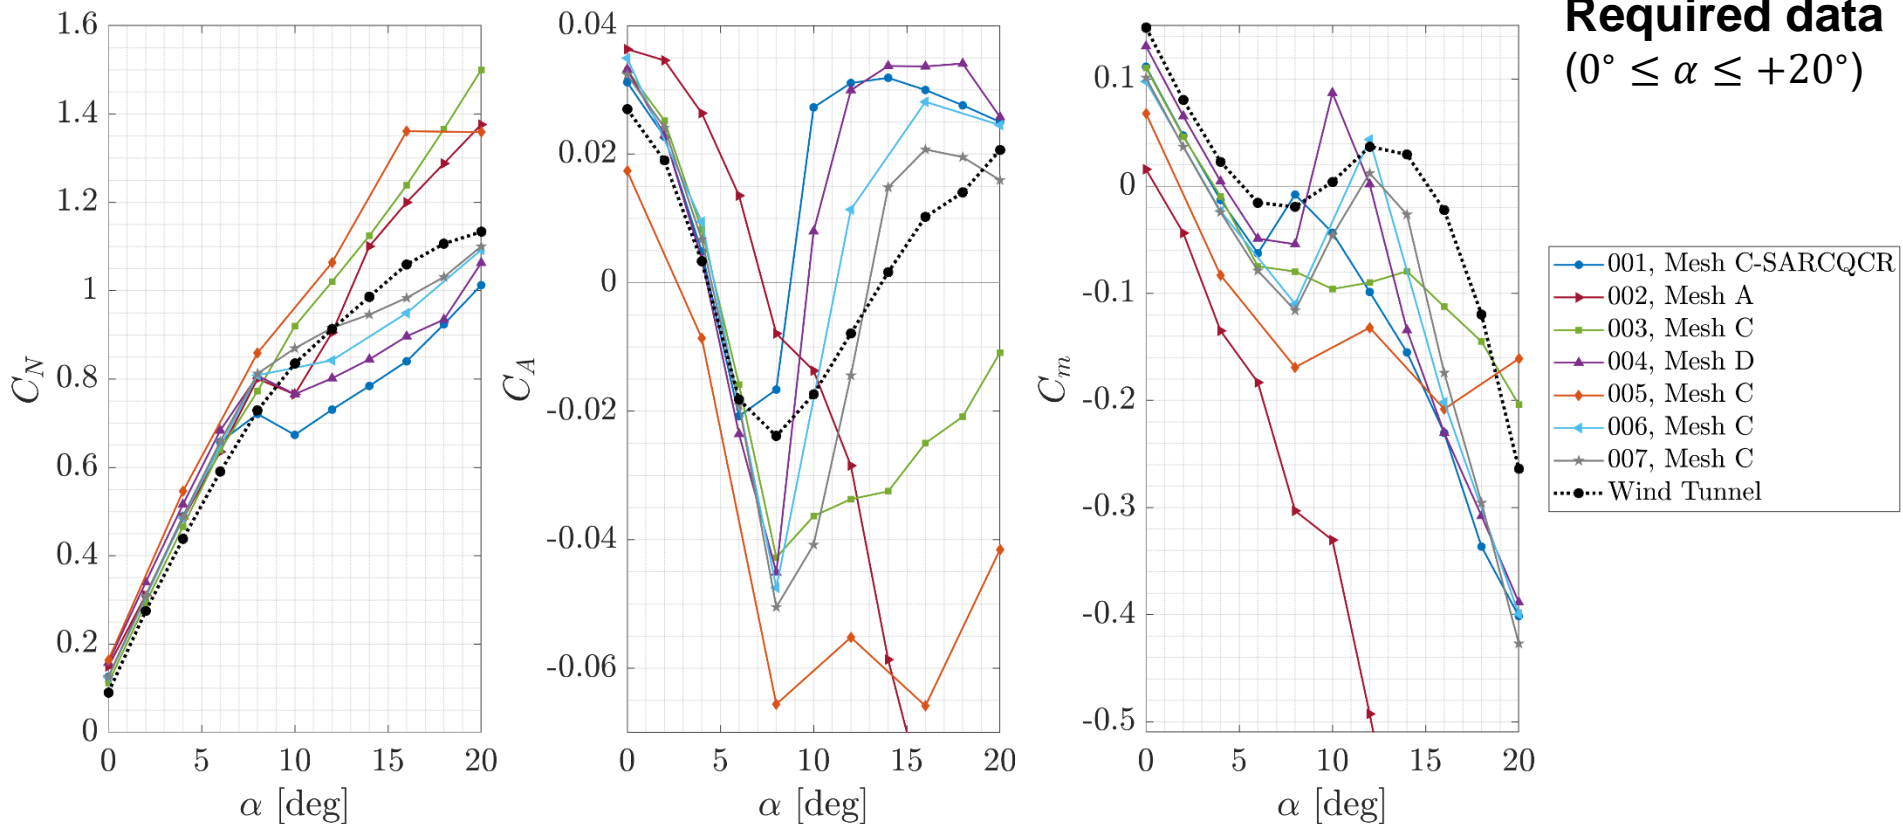 Required data
(0° ≤ α ≤ +20°)
1.6
1.4
1.2
1
0.8
0.6
0.4
0.2
0
C_N
0 5 10 15 20
α [deg]
0.04
0.02
0
-0.02
-0.04
-0.06
C_A
0 5 10 15 20
α [deg]
0.1
0
-0.1
-0.2
-0.3
-0.4
-0.5
C_m
0 5 10 15 20
α [deg]
001, Mesh C-SARCQCR
002, Mesh A
003, Mesh C
004, Mesh D
005, Mesh C
006, Mesh C
007, Mesh C
Wind Tunnel